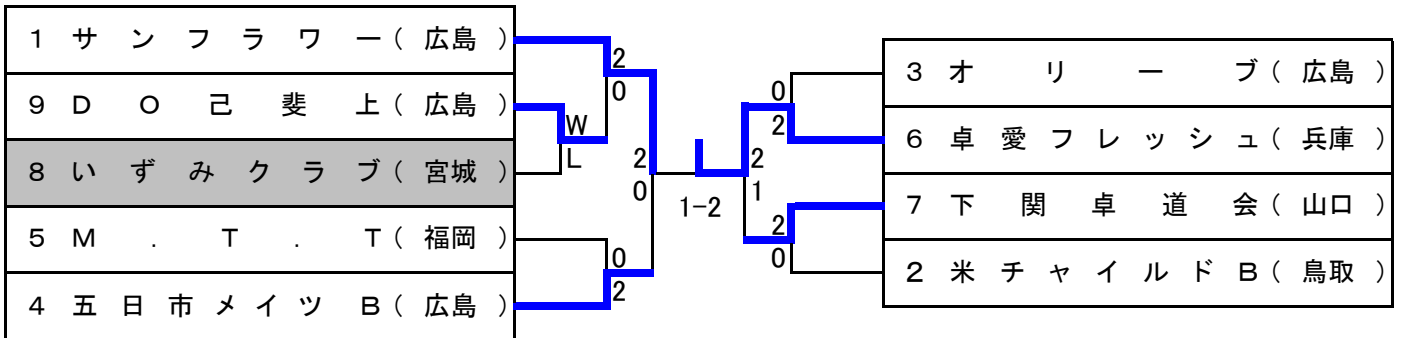 1 サンフラワー(広島)
2
0
9 DO己斐上(広島)
W
L
8 いずみクラブ(宮城)
2
0
5 M.T.T(福岡)
0
2
4 五日市メイツB(広島)
1-2
3 オリーブ(広島)
0
2
6 卓愛フレッシュ(兵庫)
2
1
7 下関卓道会(山口)
2
0
2 米チャイルドB(鳥取)